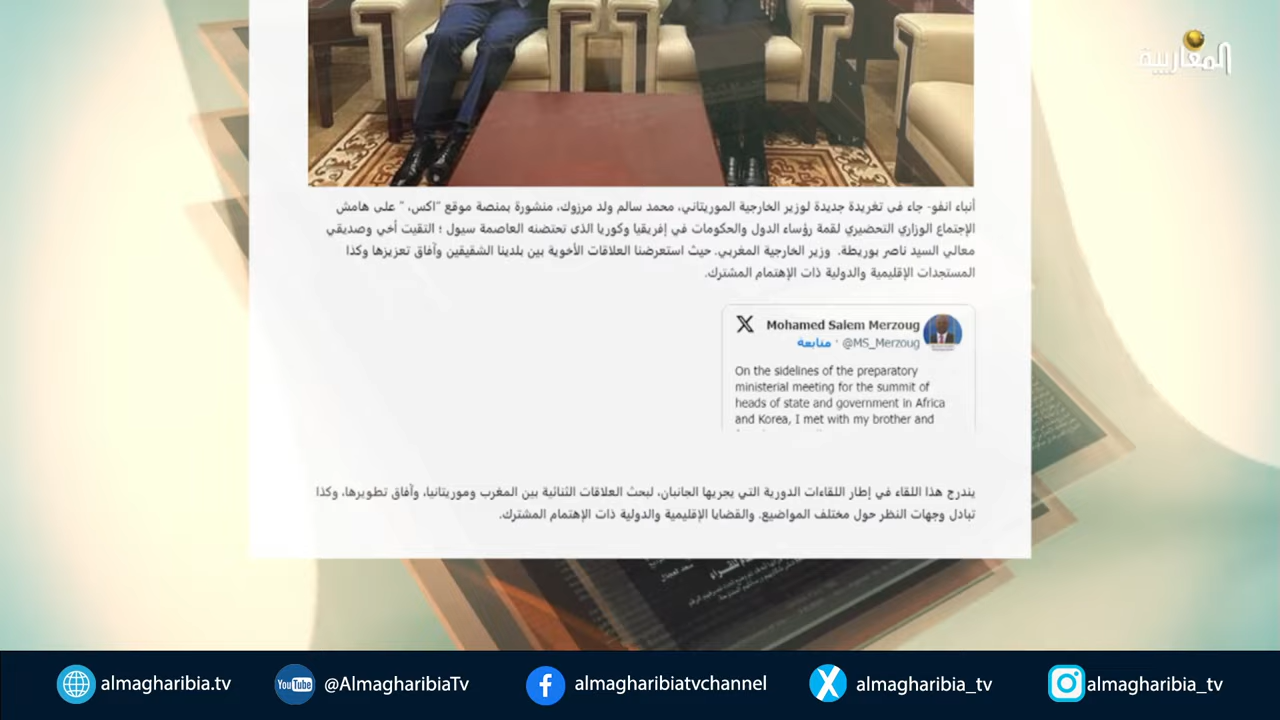 المغاربية
أنباء انفو- جاء فى تغريدة جديدة لوزير الخارجية الموريتاني، محمد سالم ولد مرزوك، منشورة بمنصة موقع “اكس، ” على هامش
الإجتماع الوزاري التحضيري لقمة رؤساء الدول والحكومات في إفريقيا وكوريا الذى تحتضنه العاصمة سيول ؛ التقيت أخي وصديقي
معالي السيد ناصر بوريطة، وزير الخارجية المغربي. حيث استعرضنا العلاقات الأخوية بين بلدينا الشقيقين وآفاق تعزيزها وكذا
المستجدات الإقليمية والدولية ذات الإهتمام المشترك.
Mohamed Salem Merzoug
@MS_Merzoug · متابعة
On the sidelines of the preparatory
ministerial meeting for the summit of
heads of state and government in Africa
and Korea, I met with my brother and
يندرج هذا اللقاء في إطار اللقاءات الدورية التي يجريها الجانبان، لبحث العلاقات الثنائية بين المغرب وموريتانيا، وآفاق تطويرها، وكذا
تبادل وجهات النظر حول مختلف المواضيع. والقضايا الإقليمية والدولية ذات الإهتمام المشترك.
almagharibia.tv
YouTube @AlmagharibiaTv
almagharibiatvchannel
almagharibia_tv
almagharibia_tv